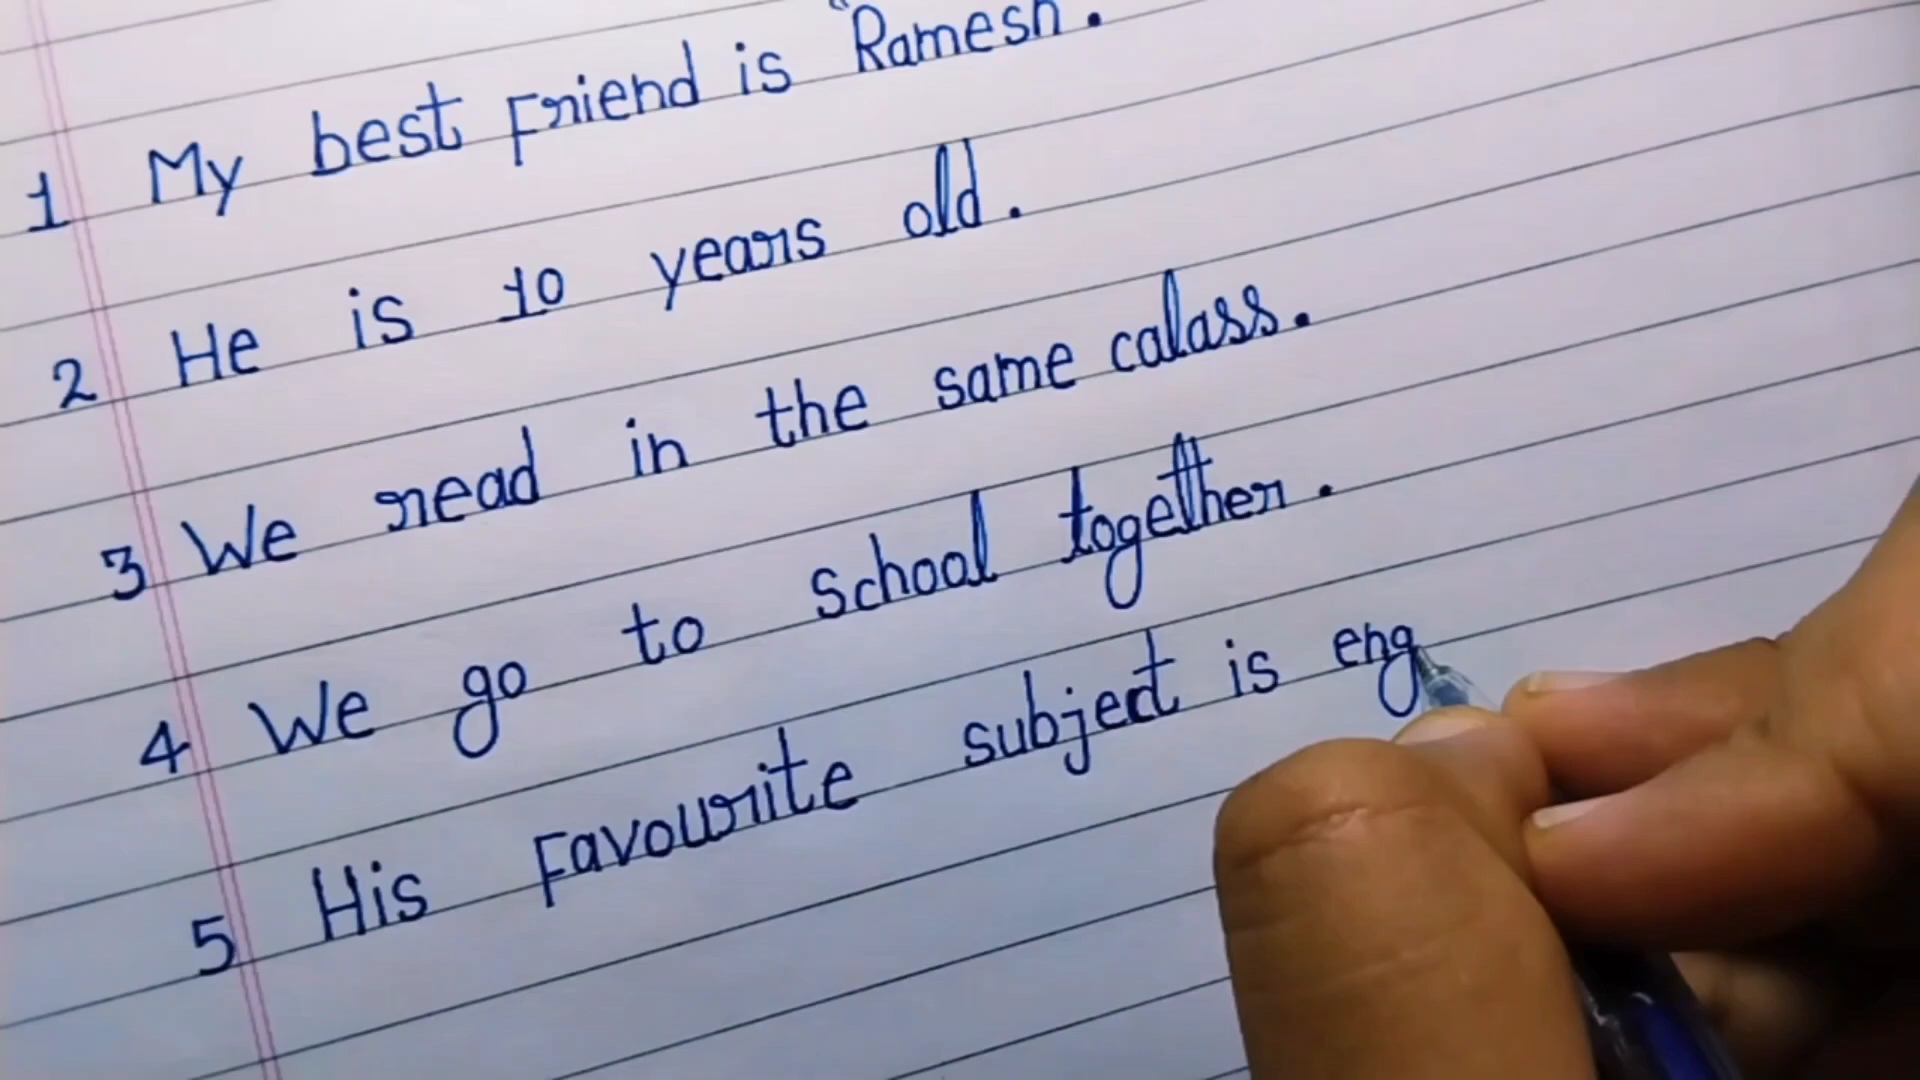 1 My best Friend is "Ramesh.
2 He is 10 years old.
3 We read in the same calass.
4 We go to school together.
5 His Favourite subject is eng